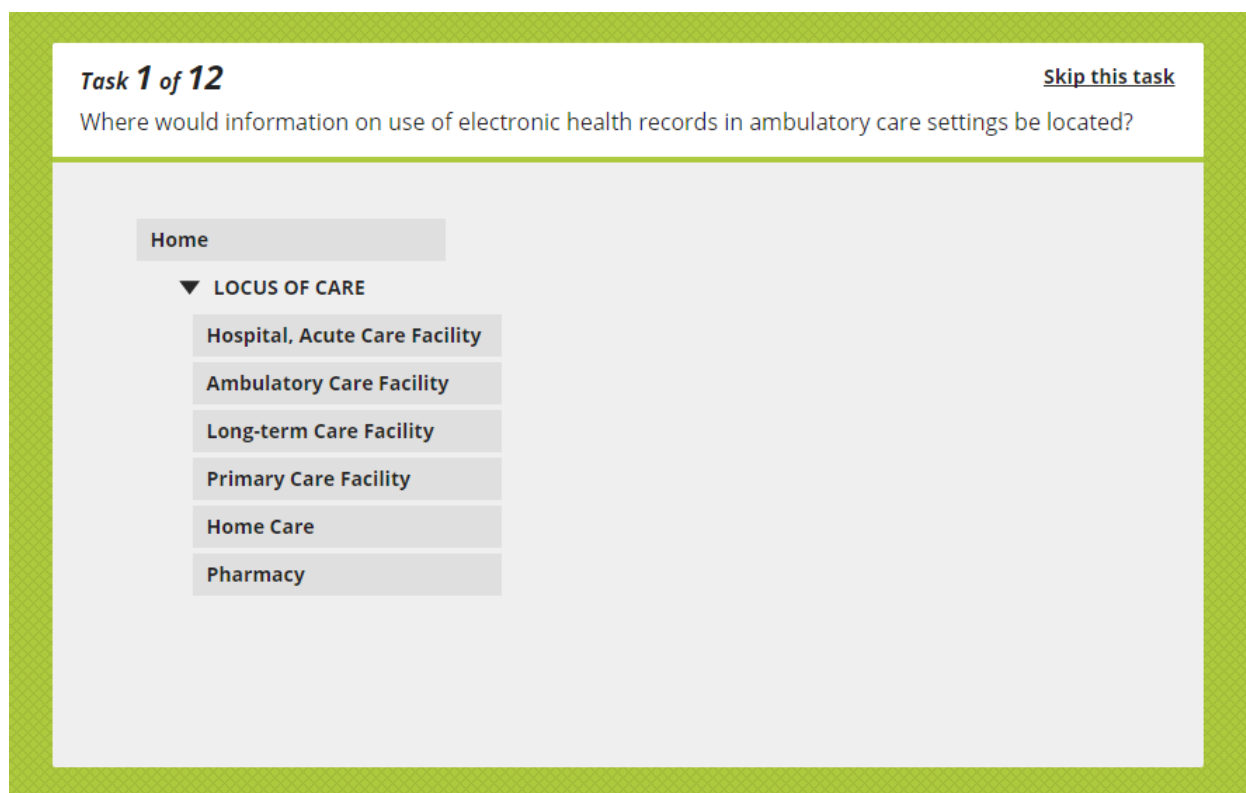 Task 1 of 12
Skip this task
Where would information on use of electronic health records in ambulatory care settings be located?
Home
LOCUS OF CARE
Hospital, Acute Care Facility
Ambulatory Care Facility
Long-term Care Facility
Primary Care Facility
Home Care
Pharmacy